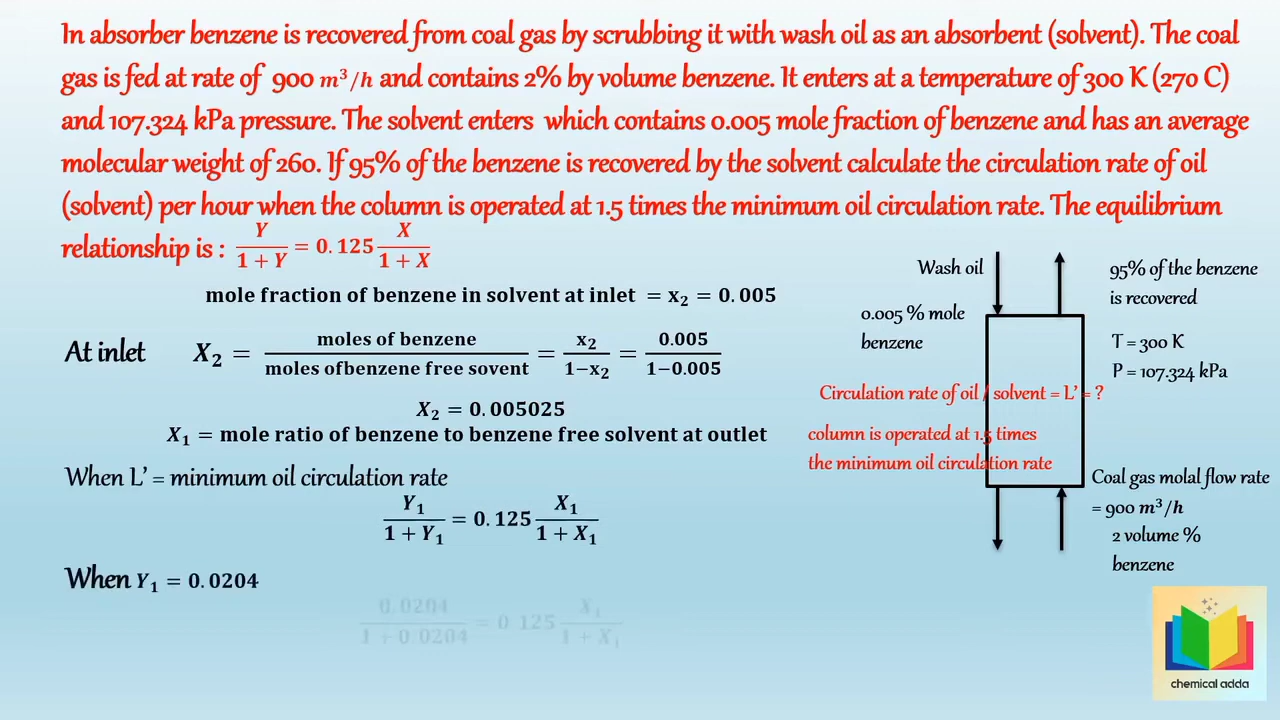 In absorber benzene is recovered from coal gas by scrubbing it with wash oil as an absorbent (solvent). The coal
gas is fed at rate of 900 m³/h and contains 2% by volume benzene. It enters at a temperature of 300 K (270 C)
and 107.324 kPa pressure. The solvent enters which contains 0.005 mole fraction of benzene and has an average
molecular weight of 260. If 95% of the benzene is recovered by the solvent calculate the circulation rate of oil
(solvent) per hour when the column is operated at 1.5 times the minimum oil circulation rate. The equilibrium
relationship is : Y/(1 + Y) = 0.125 X/(1 + X)
mole fraction of benzene in solvent at inlet = x₂ = 0.005
At inlet X₂ = moles of benzene/moles ofbenzene free sovent = x₂/(1−x₂) = 0.005/(1−0.005)
X₂ = 0.005025
X₁ = mole ratio of benzene to benzene free solvent at outlet
When L’ = minimum oil circulation rate
Y₁/(1 + Y₁) = 0.125 X₁/(1 + X₁)
When Y₁ = 0.0204
0.0204/(1 + 0.0204) = 0.125 X₁/(1 + X₁)
Wash oil
0.005 % mole
benzene
95% of the benzene
is recovered
T = 300 K
P = 107.324 kPa
Circulation rate of oil / solvent = L’ = ?
column is operated at 1.5 times
the minimum oil circulation rate
Coal gas molal flow rate
= 900 m³/h
2 volume %
benzene
chemical adda